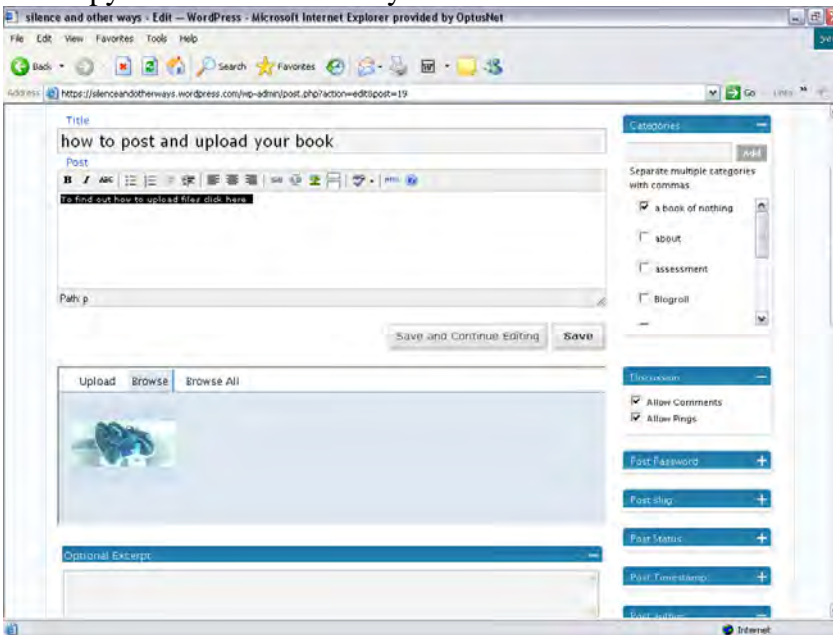 silence and other ways - Edit — WordPress - Microsoft Internet Explorer provided by OptusNet
File Edit View Favorites Tools Help
Back Search Favorites
Address https://silenceandotherways.wordpress.com/wp-admin/post.php?action=edit&post=19 Go Links
Title
how to post and upload your book
Post
B I ABC
To find out how to upload files click here
Path: p
Save and Continue Editing Save
Upload Browse Browse All
Optional Excerpt
Categories
Add
Separate multiple categories
with commas
a book of nothing
about
assessment
Blogroll
Discussion
Allow Comments
Allow Pings
Post Password
Post slug
Post Status
Post Timestamp
Post author
Internet